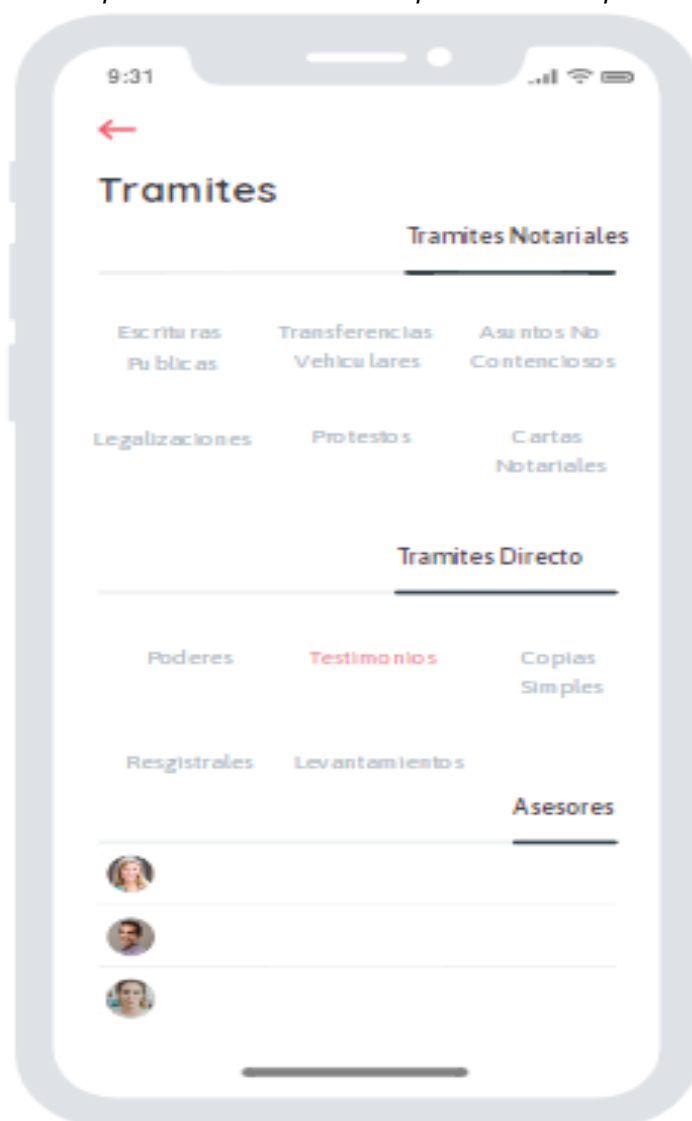 9:31
Tramites
Tramites Notariales
Escrituras Transferencias Asuntos No
Publicas Vehiculares Contenciosos
Legalizaciones Protestos Cartas
Notariales
Tramites Directo
Poderes Testimonios Copias
Simples
Resgistrales Levantamientos
Asesores